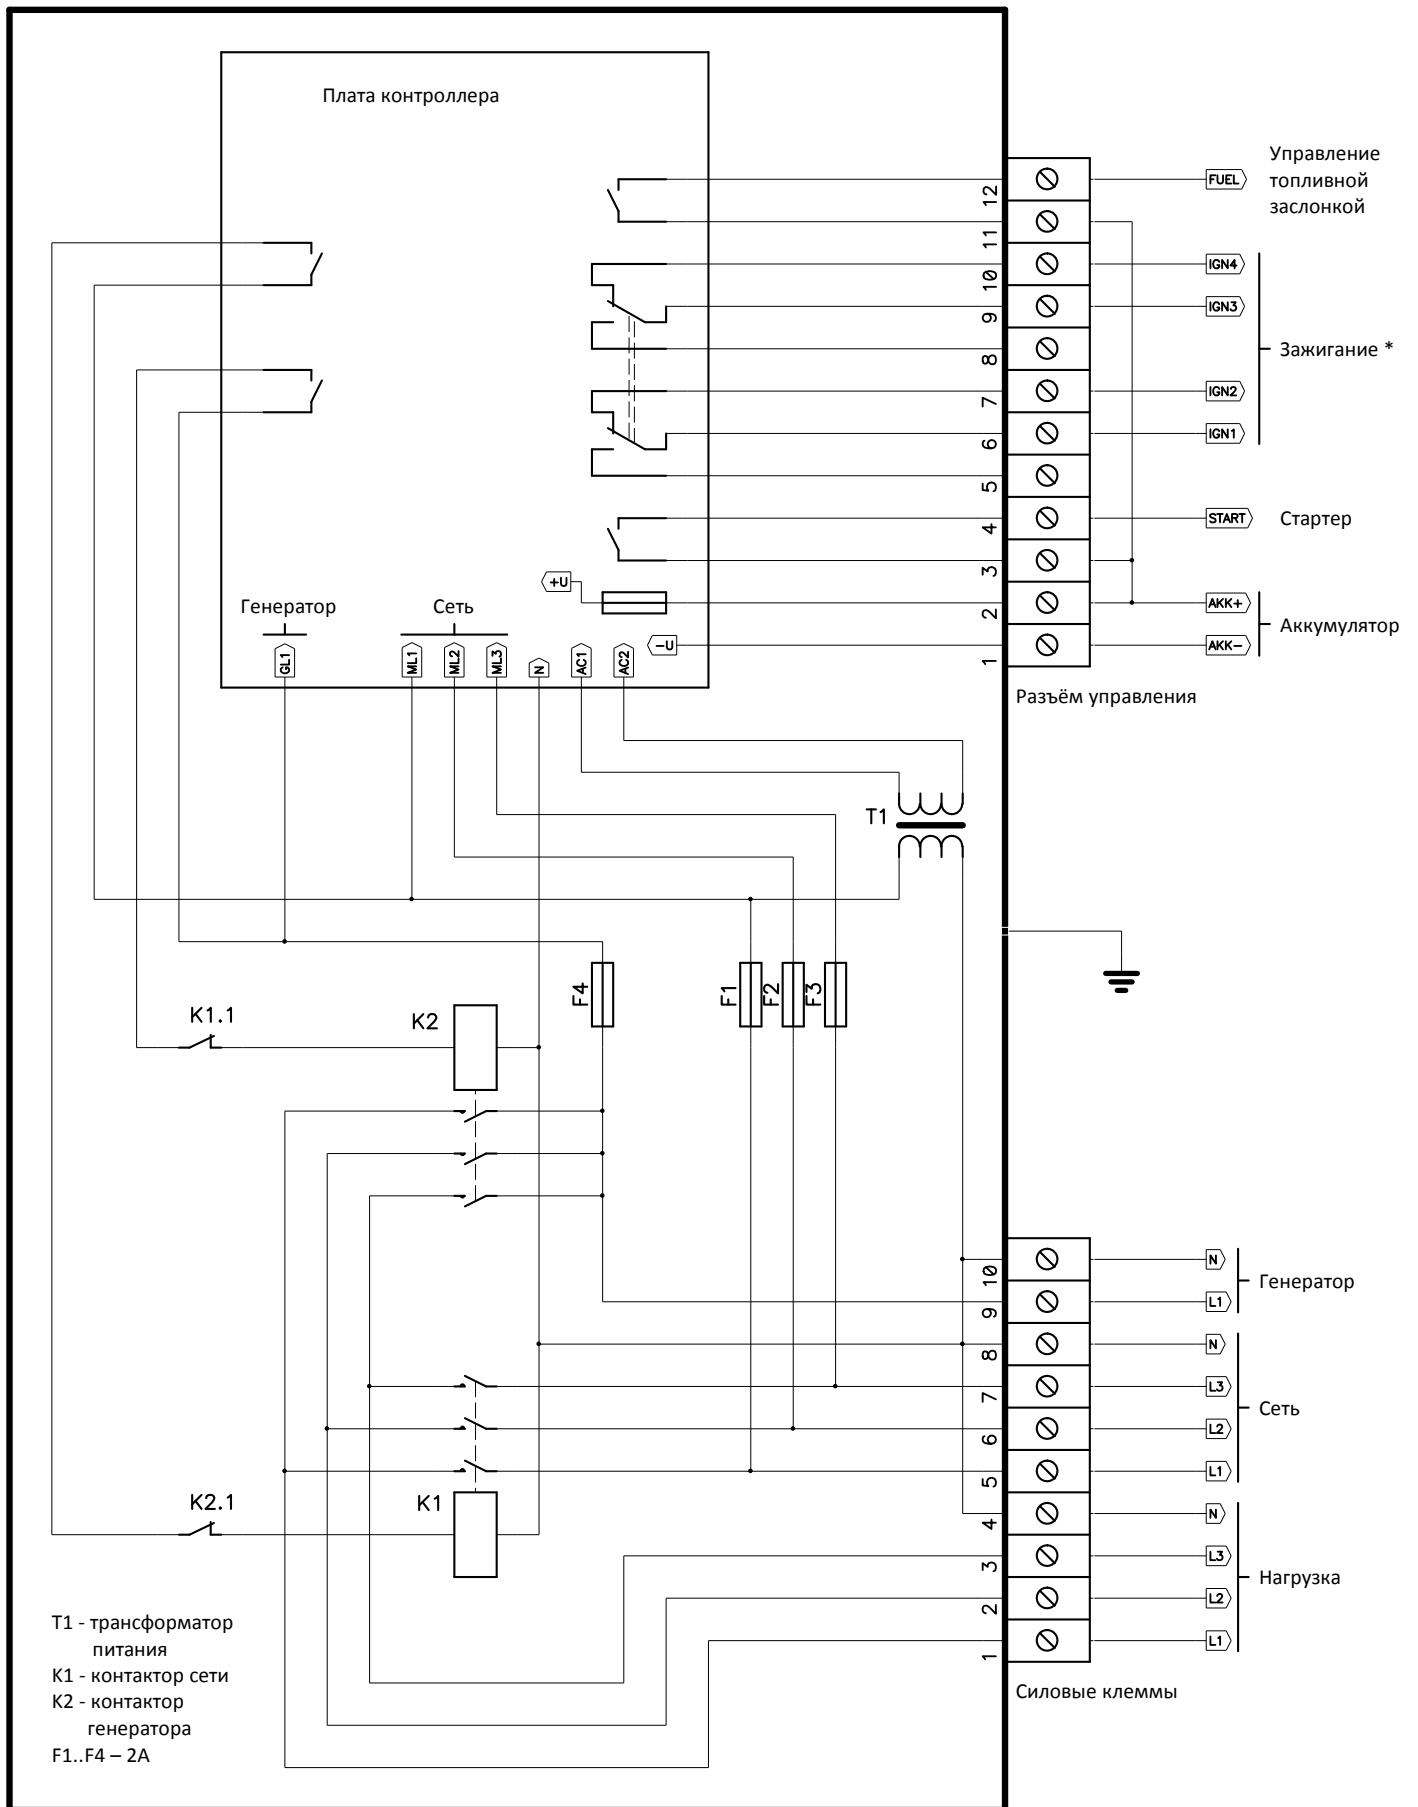 Плата контроллера
Управление
топливной
заслонкой
FUEL
12
11
IGN4
10
IGN3
9
Зажигание *
8
IGN2
7
IGN1
6
5
START
Стартер
4
3
+U
AKK+
2
Аккумулятор
-U
AKK-
1
Генератор
Сеть
GL1
ML1
ML2
ML3
N
AC1
AC2
Разъём управления
T1
F4
F1
F2
F3
K1.1
K2
N
10
Генератор
L1
9
N
8
L3
7
Сеть
L2
6
L1
5
K2.1
K1
N
4
L3
3
Нагрузка
L2
2
L1
1
Силовые клеммы
T1 - трансформатор
питания
K1 - контактор сети
K2 - контактор
генератора
F1..F4 – 2A